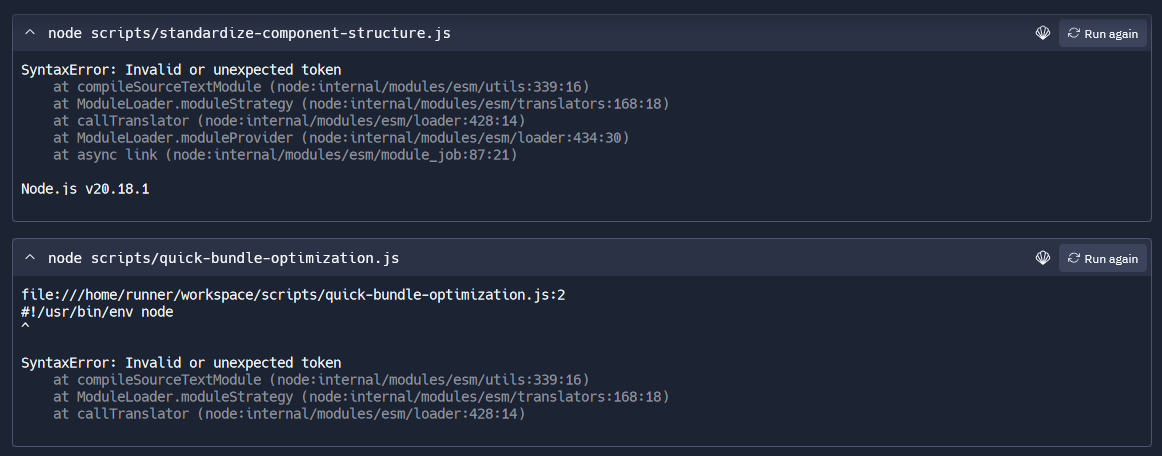 node scripts/standardize-component-structure.js
Run again
SyntaxError: Invalid or unexpected token
at compileSourceTextModule (node:internal/modules/esm/utils:339:16)
at ModuleLoader.moduleStrategy (node:internal/modules/esm/translators:168:18)
at callTranslator (node:internal/modules/esm/loader:428:14)
at ModuleLoader.moduleProvider (node:internal/modules/esm/loader:434:30)
at async link (node:internal/modules/esm/module_job:87:21)
Node.js v20.18.1
node scripts/quick-bundle-optimization.js
Run again
file:///home/runner/workspace/scripts/quick-bundle-optimization.js:2
#!/usr/bin/env node
^
SyntaxError: Invalid or unexpected token
at compileSourceTextModule (node:internal/modules/esm/utils:339:16)
at ModuleLoader.moduleStrategy (node:internal/modules/esm/translators:168:18)
at callTranslator (node:internal/modules/esm/loader:428:14)